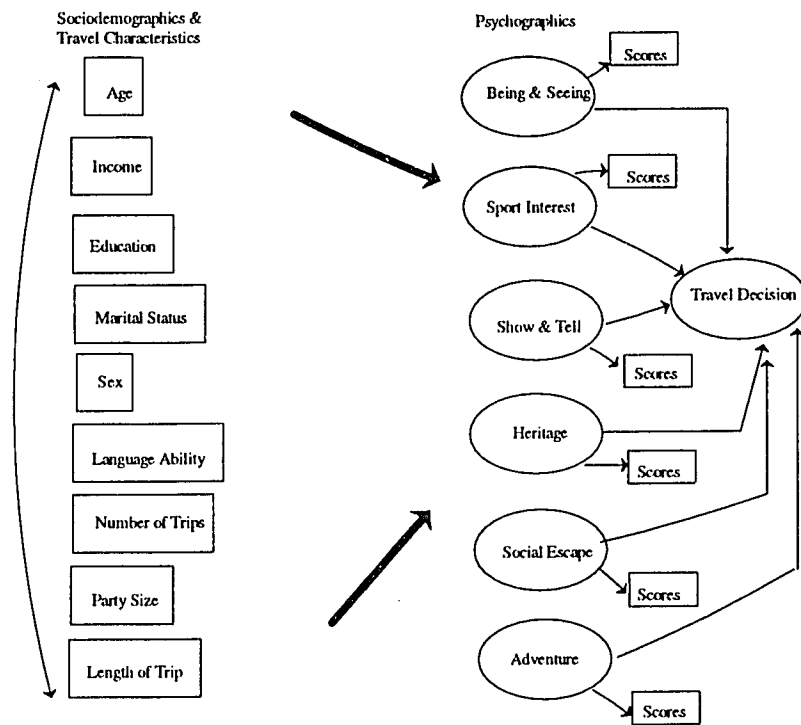 Sociodemographics &
Travel Characteristics
Age
Income
Education
Marital Status
Sex
Language Ability
Number of Trips
Party Size
Length of Trip
Psychographics
Being & Seeing
Scores
Sport Interest
Scores
Show & Tell
Scores
Heritage
Scores
Social Escape
Scores
Adventure
Scores
Travel Decision